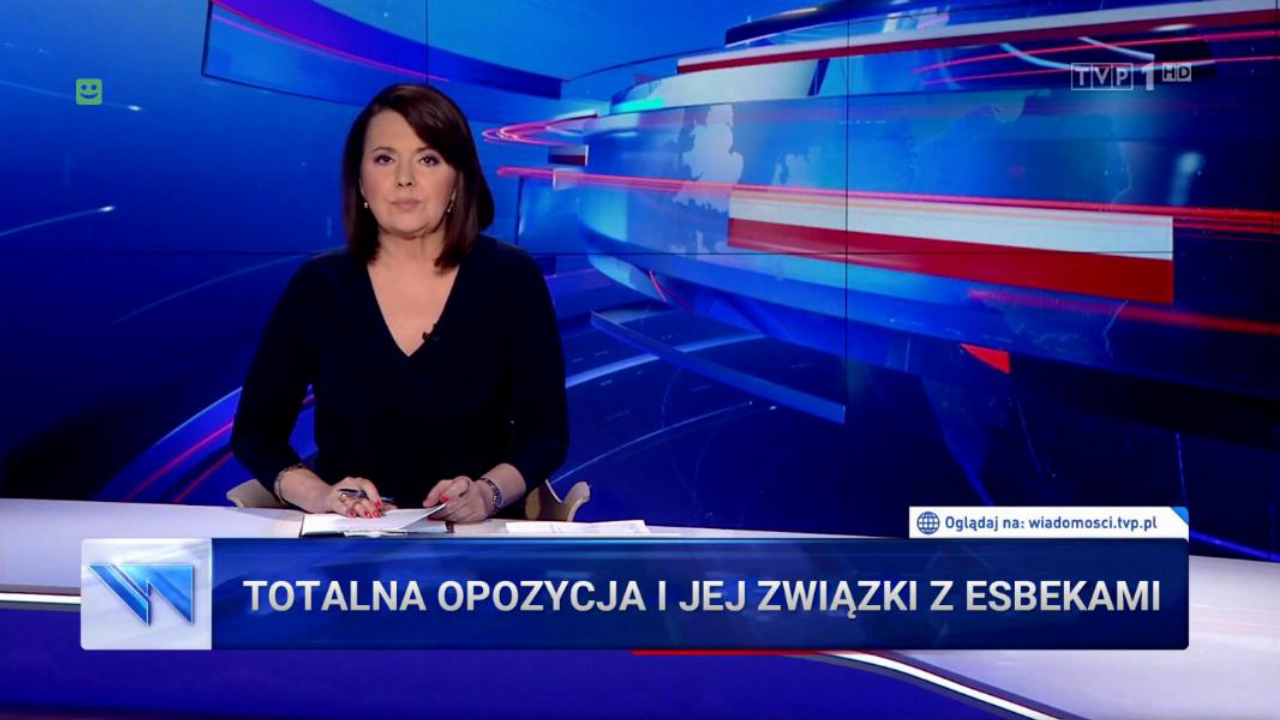 TVP1 HD
Oglądaj na: wiadomosci.tvp.pl
TOTALNA OPOZYCJA I JEJ ZWIĄZKI Z ESBEKAMI